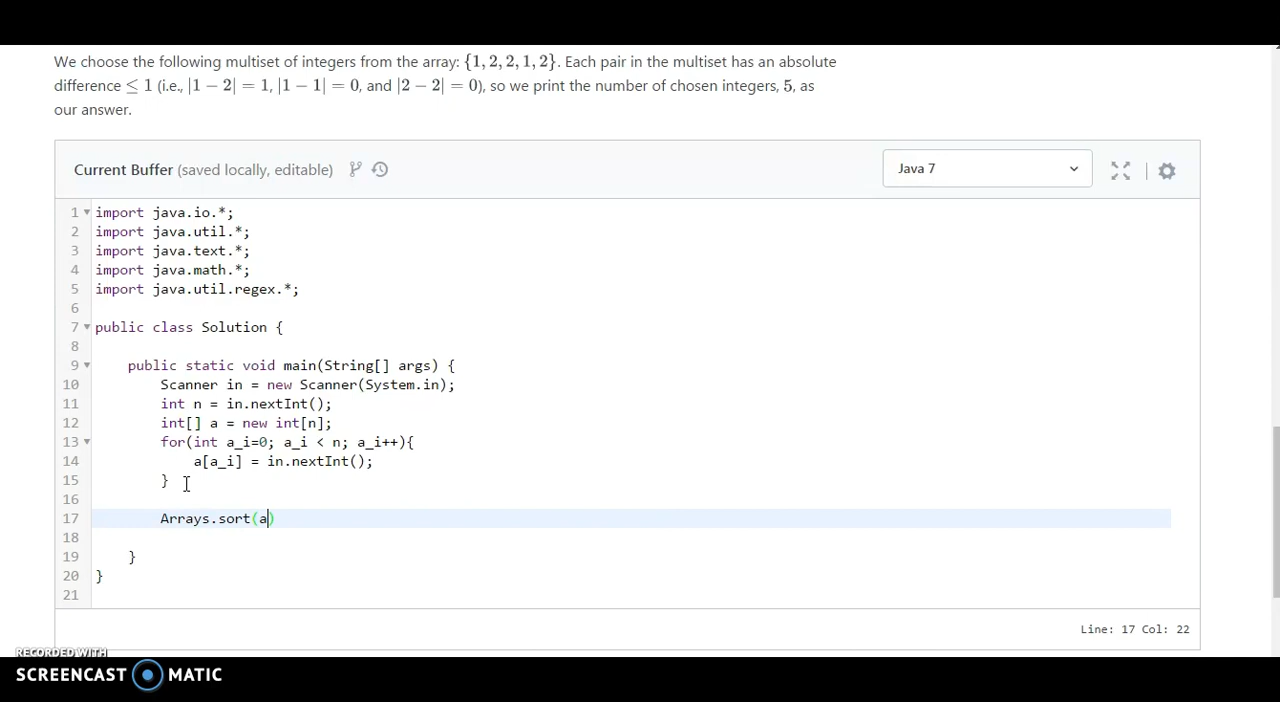 We choose the following multiset of integers from the array: {1, 2, 2, 1, 2}. Each pair in the multiset has an absolute
difference ≤ 1 (i.e., |1 − 2| = 1, |1 − 1| = 0, and |2 − 2| = 0), so we print the number of chosen integers, 5, as
our answer.
Current Buffer (saved locally, editable)
Java 7
1 import java.io.*;
2 import java.util.*;
3 import java.text.*;
4 import java.math.*;
5 import java.util.regex.*;
6
7 public class Solution {
8
9     public static void main(String[] args) {
10         Scanner in = new Scanner(System.in);
11         int n = in.nextInt();
12         int[] a = new int[n];
13         for(int a_i=0; a_i < n; a_i++){
14             a[a_i] = in.nextInt();
15         }
16
17         Arrays.sort(a)
18
19     }
20 }
21
Line: 17 Col: 22
RECORDED WITH
SCREENCAST MATIC